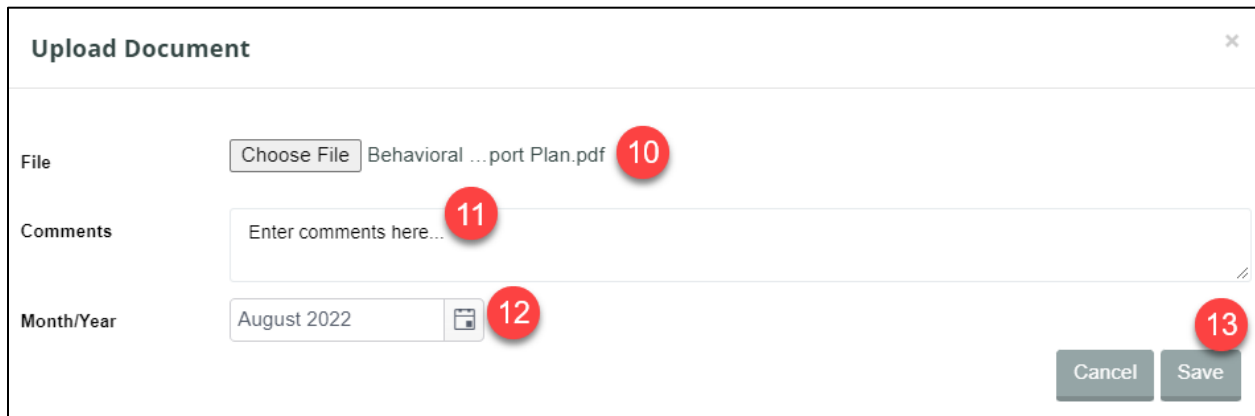 Upload Document ×
File Choose File Behavioral ...port Plan.pdf 10
11
Comments Enter comments here...
Month/Year August 2022 12
13
Cancel Save